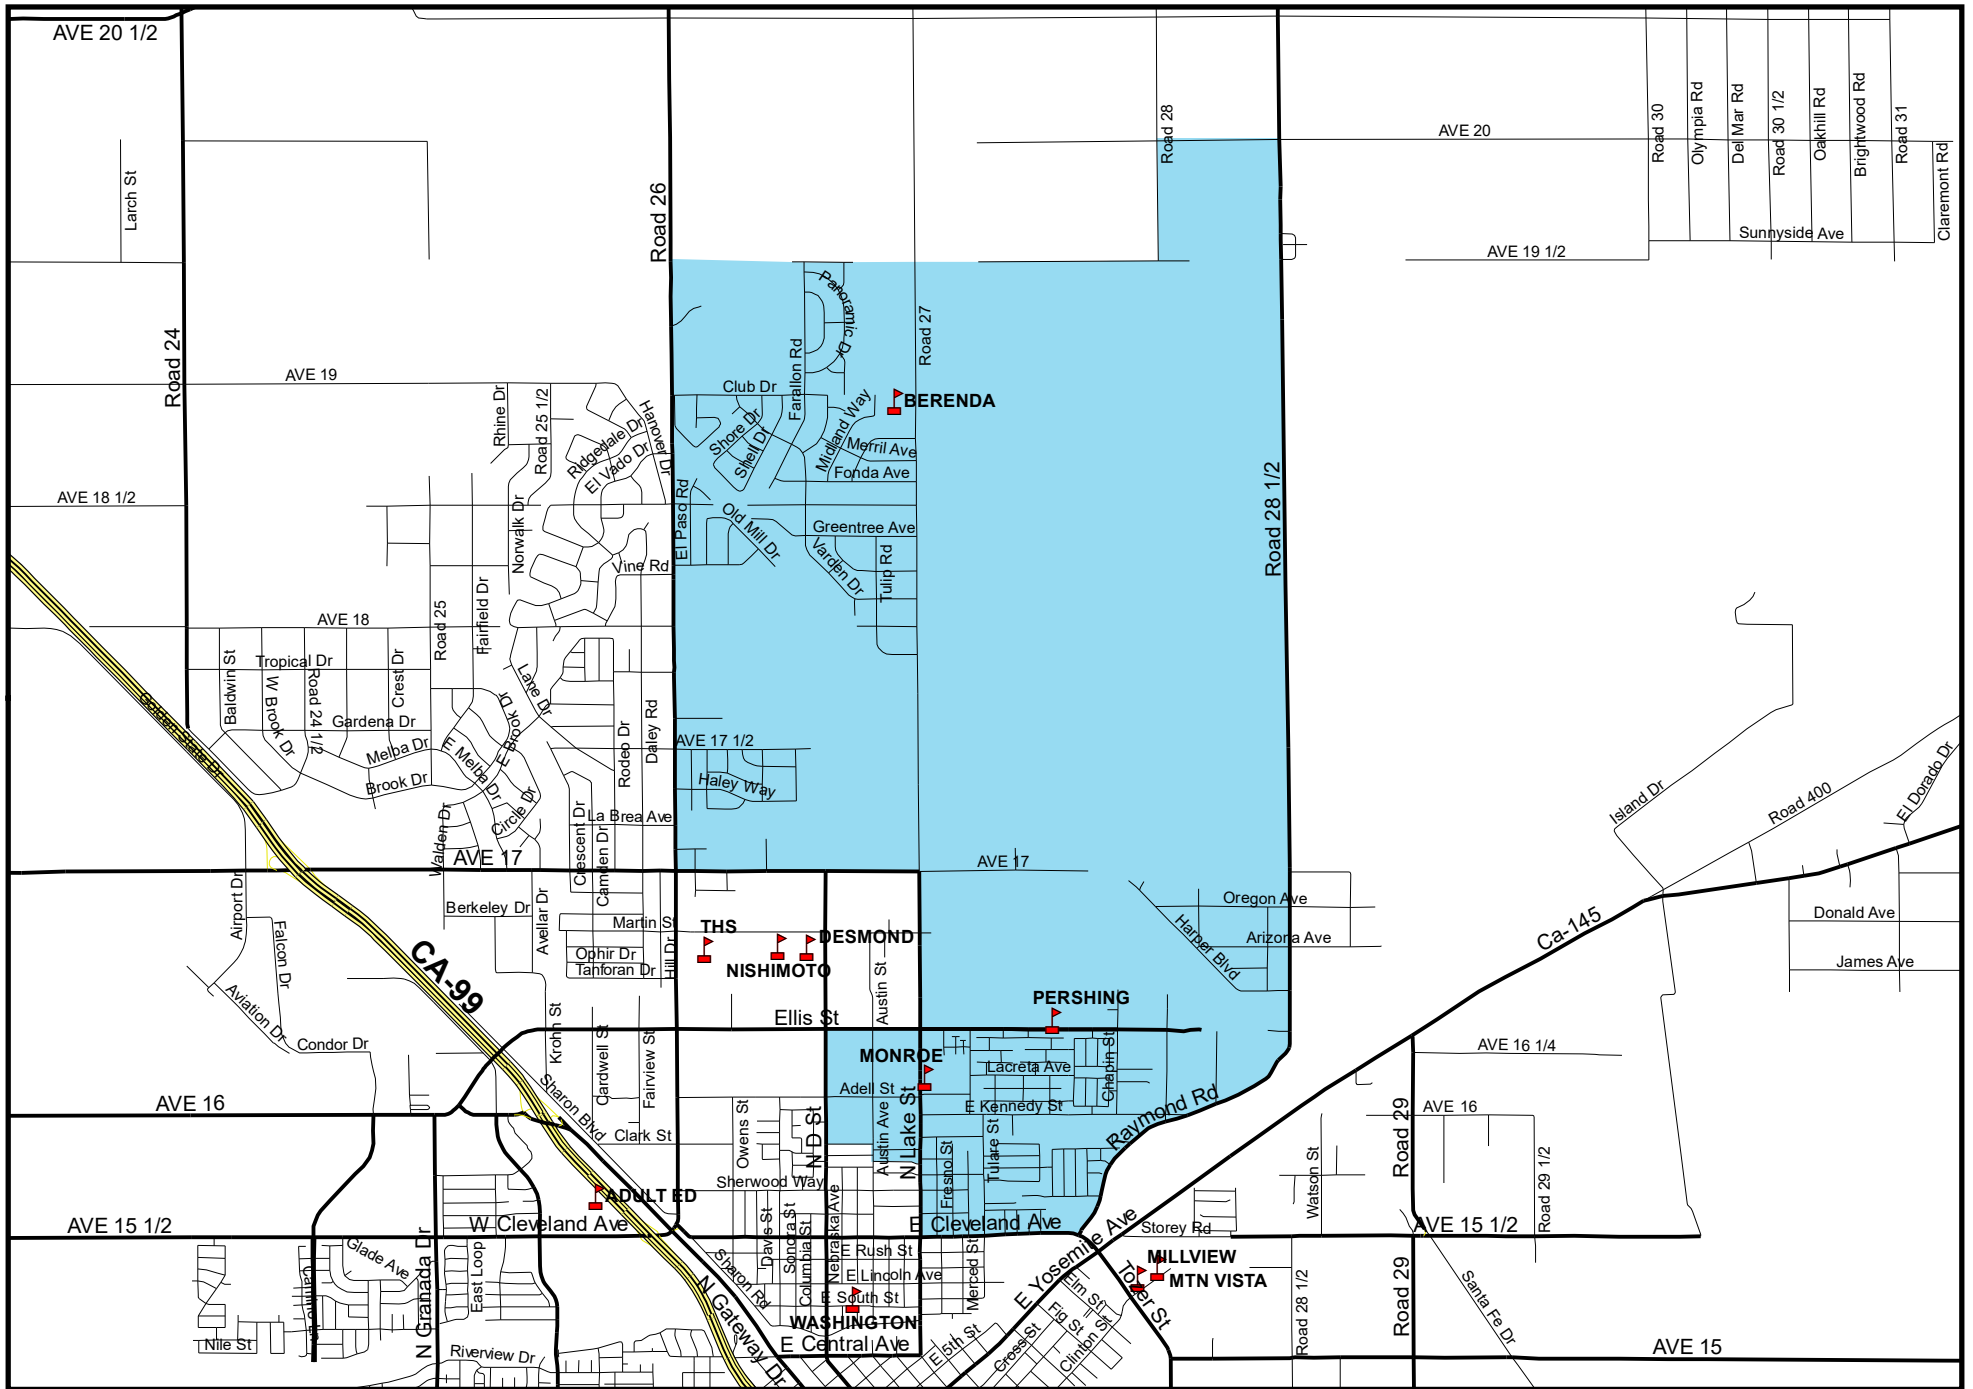 AVE 20 1/2
Larch St
Road 26
Road 28
AVE 20
Road 30
Olympia Rd
Del Mar Rd
Road 30 1/2
Oakhill Rd
Brightwood Rd
Road 31
Claremont Rd
Sunnyside Ave
AVE 19 1/2
Panoramic Dr
Road 27
Road 24
AVE 19
Rhine Dr
Road 25 1/2
Hanover Dr
Ridgedale Dr
El Vado Dr
Club Dr
Farallon Rd
Shore Dr
Shell Dr
Midland Way
BERENDA
Merril Ave
Fonda Ave
AVE 18 1/2
Norwalk Dr
El Paso Rd
Old Mill Dr
Greentree Ave
Varden Dr
Tulip Rd
Road 28 1/2
Vine Rd
AVE 18
Road 25
Fairfield Dr
Baldwin St
Tropical Dr
W Brook Dr
Road 24 1/2
Crest Dr
Lane Dr
Gardena Dr
Golden State Dr
Melba Dr
E Melba Dr
E Brook Dr
Brook Dr
Rodeo Dr
Daley Rd
AVE 17 1/2
Haley Way
Circle Dr
Walden Dr
Crescent Dr
Camden Dr
La Brea Ave
Island Dr
Road 400
El Dorado Dr
AVE 17
AVE 17
Airport Dr
Falcon Dr
Berkeley Dr
Avellar Dr
Martin St
Ophir Dr
Tanforan Dr
Hill Dr
THS
DESMOND
NISHIMOTO
Austin St
Oregon Ave
Arizona Ave
Harper Blvd
Ca-145
Donald Ave
James Ave
CA-99
Aviation Dr
Condor Dr
Krohn St
Cardwell St
Fairview St
Ellis St
PERSHING
MONROE
Lacreta Ave
Chapin St
Adell St
E Kennedy St
Raymond Rd
AVE 16 1/4
AVE 16
AVE 16
Sharon Blvd
Clark St
Owens St
N D St
Austin Ave
N Lake St
Fresno St
Tulare St
Road 29
Watson St
Road 29 1/2
ADULT ED
Sherwood Way
AVE 15 1/2
W Cleveland Ave
E Cleveland Ave
Storey Rd
AVE 15 1/2
N Granada Dr
Glade Ave
East Loop
Davis St
Sonora St
Columbia St
Nebraska Ave
E Rush St
E Lincoln Ave
E South St
Merced St
E Yosemite Ave
MILLVIEW
MTN VISTA
Tozer St
Elm St
Fig St
Clinton St
Cross St
E 5th St
Sharon Rd
N Gateway Dr
WASHINGTON
E Central Ave
Nile St
Riverview Dr
Road 28 1/2
Road 29
Santa Fe Dr
AVE 15